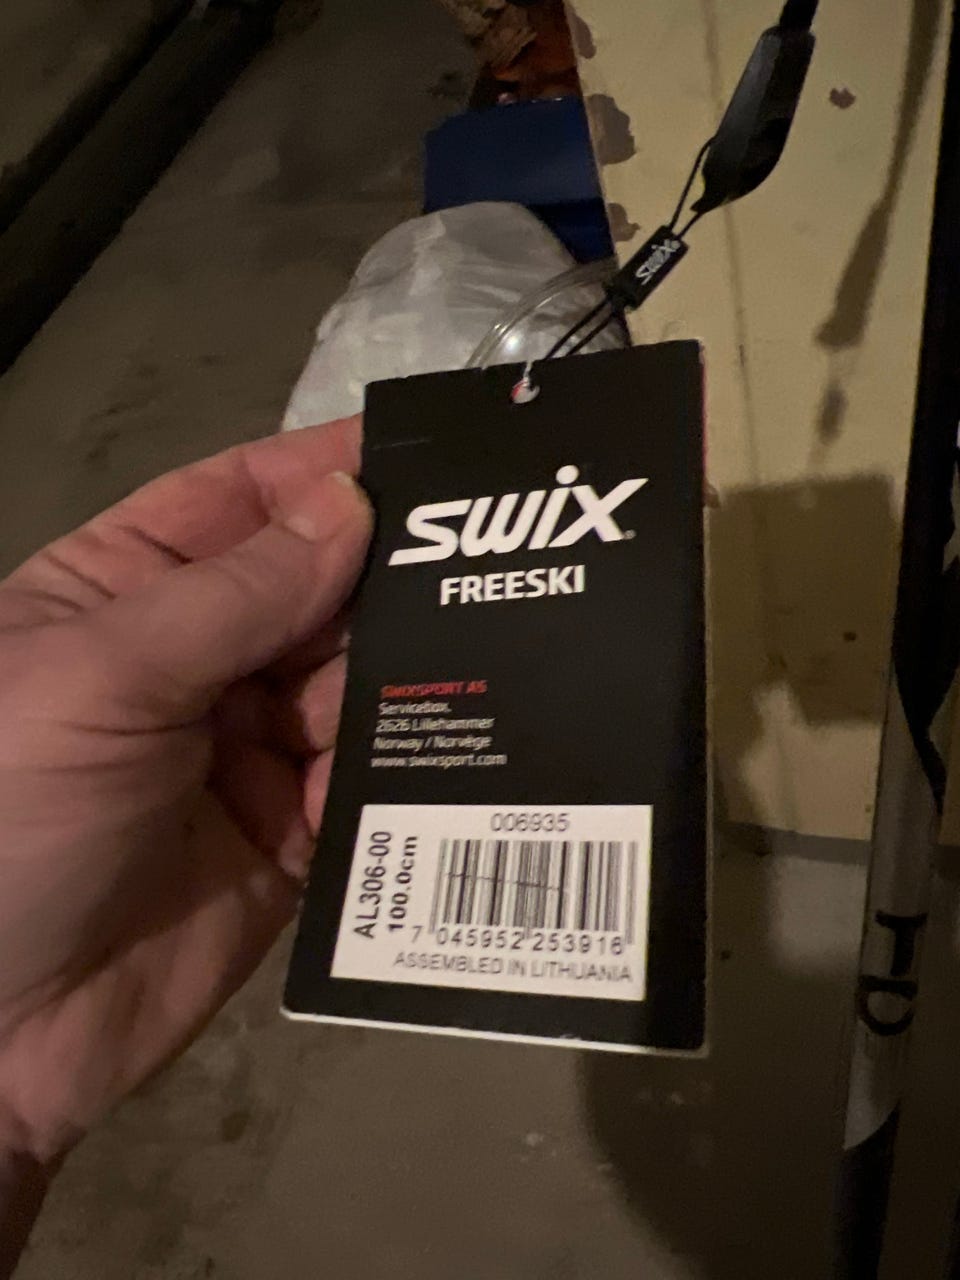 SWIX
SWIX
FREESKI
SWIXSPORT AS
Servicebox,
2626 Lillehammer
Norway / Norvège
www.swixsport.com
006935
AL306-00
100.0cm
7 045952 253916
ASSEMBLED IN LITHUANIA